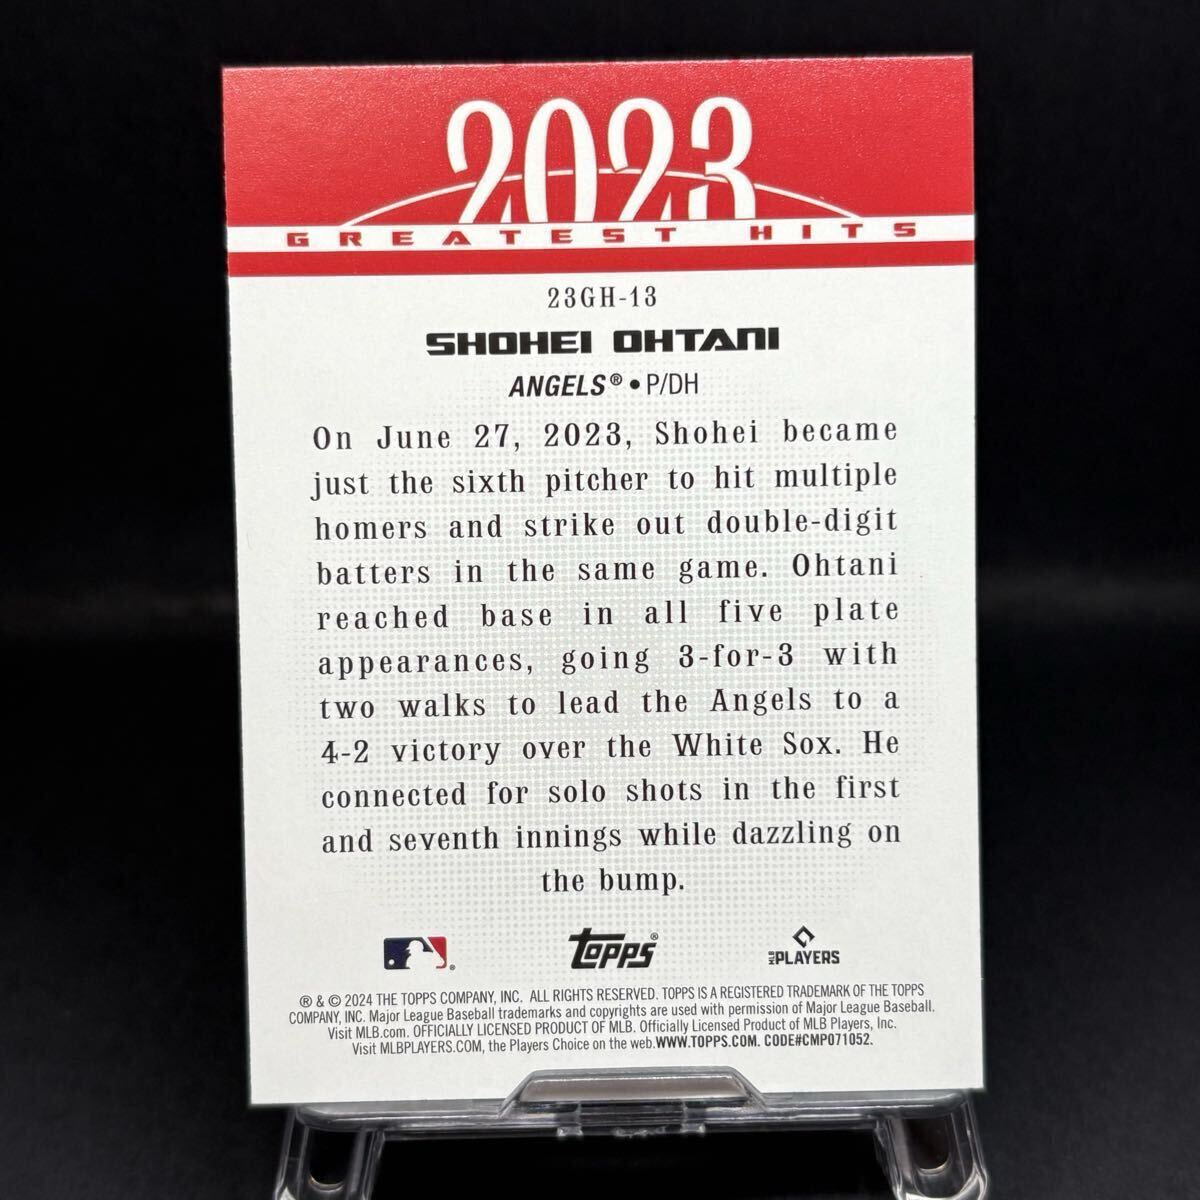 2023
GREATEST HITS
23GH-13
SHOHEI OHTANI
ANGELS® • P/DH
On June 27, 2023, Shohei became
just the sixth pitcher to hit multiple
homers and strike out double-digit
batters in the same game. Ohtani
reached base in all five plate
appearances, going 3-for-3 with
two walks to lead the Angels to a
4-2 victory over the White Sox. He
connected for solo shots in the first
and seventh innings while dazzling on
the bump.
topps® MLB PLAYERS
® & © 2024 THE TOPPS COMPANY, INC. ALL RIGHTS RESERVED. TOPPS IS A REGISTERED TRADEMARK OF THE TOPPS
COMPANY, INC. Major League Baseball trademarks and copyrights are used with permission of Major League Baseball.
Visit MLB.com. OFFICIALLY LICENSED PRODUCT OF MLB. Officially Licensed Product of MLB Players, Inc.
Visit MLBPLAYERS.COM, the Players Choice on the web.WWW.TOPPS.COM. CODE#CMP071052.